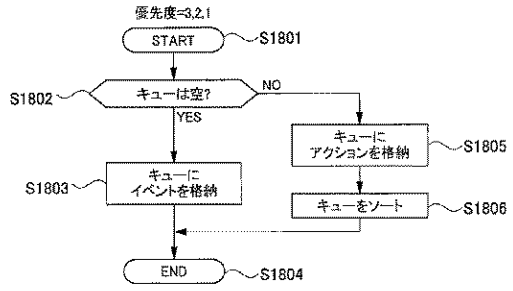 優先度=3,2,1
START
S1801
S1802
キューは空?
NO
YES
キューに
アクションを格納
S1805
キューに
イベントを格納
S1803
キューをソート
S1806
END
S1804